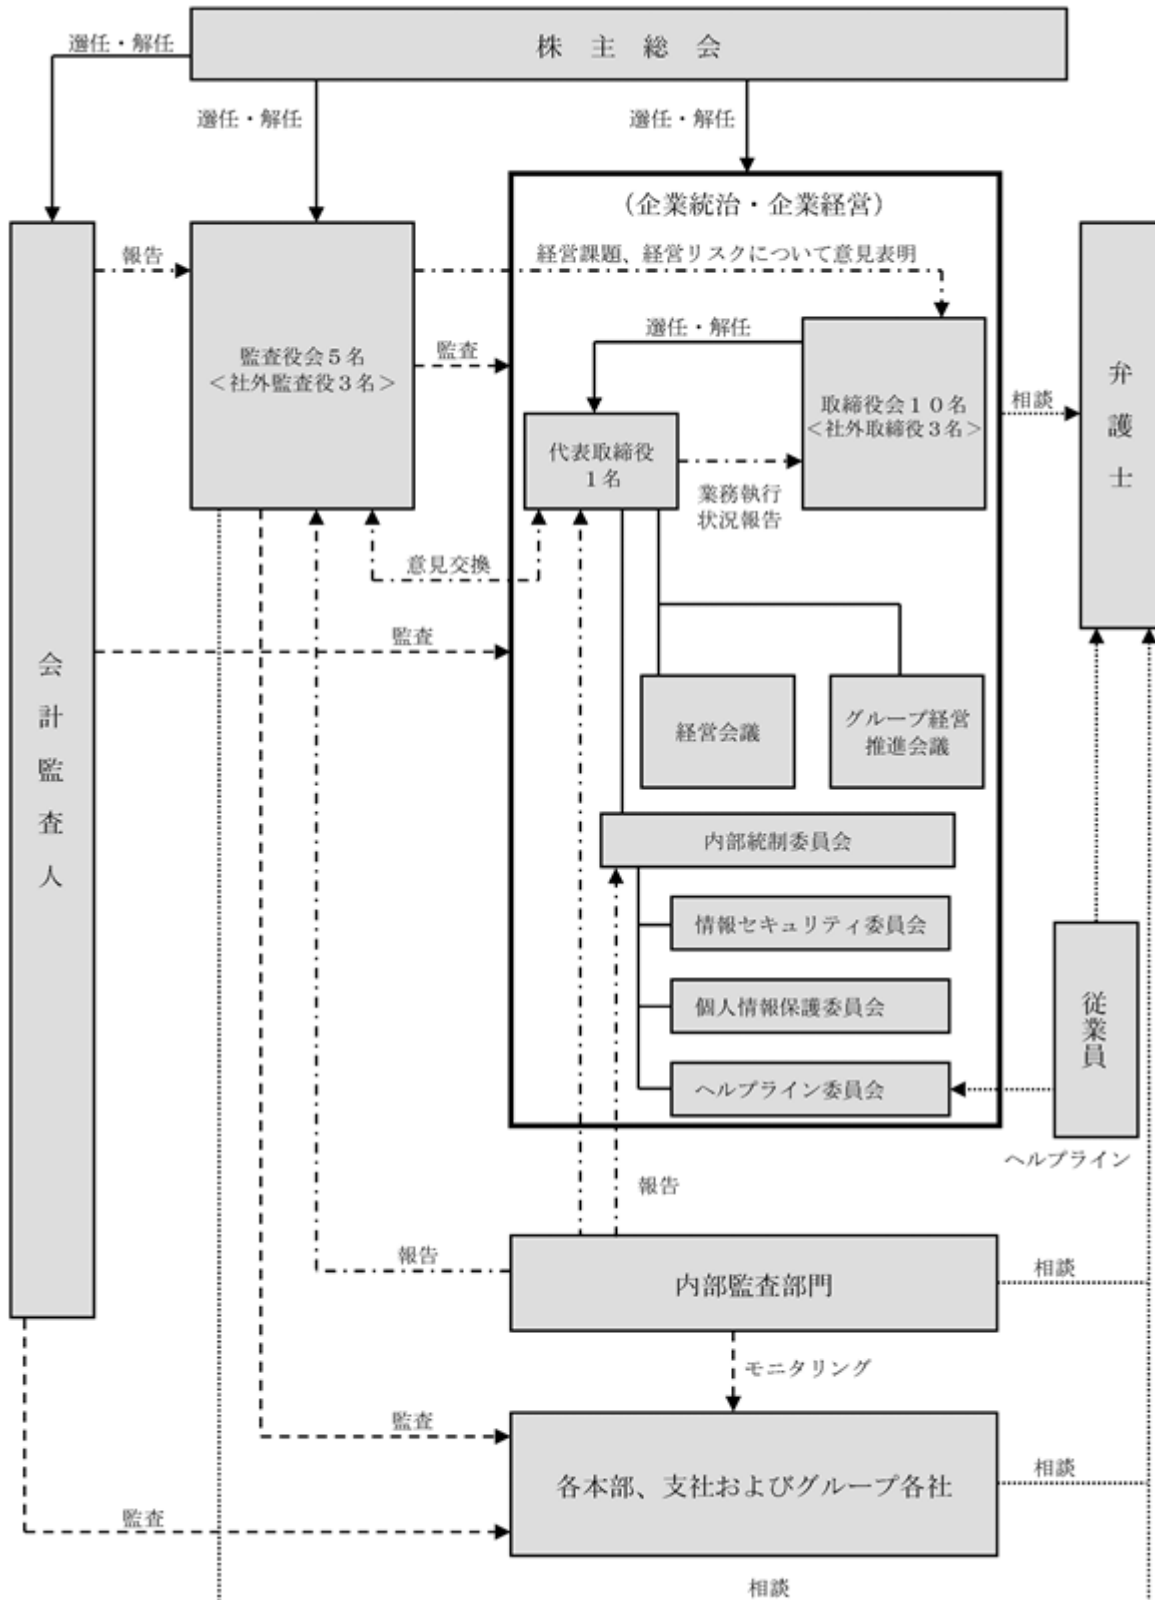 株 主 総 会
選任・解任
選任・解任
選任・解任
（企業統治・企業経営）
報告
経営課題、経営リスクについて意見表明
選任・解任
監査役会５名
＜社外監査役３名＞
監査
取締役会１０名
＜社外取締役３名＞
相談
弁護士
代表取締役
１名
業務執行
状況報告
意見交換
監査
会計監査人
経営会議
グループ経営
推進会議
内部統制委員会
情報セキュリティ委員会
個人情報保護委員会
ヘルプライン委員会
従業員
ヘルプライン
報告
報告
内部監査部門
相談
モニタリング
監査
各本部、支社およびグループ各社
相談
監査
相談